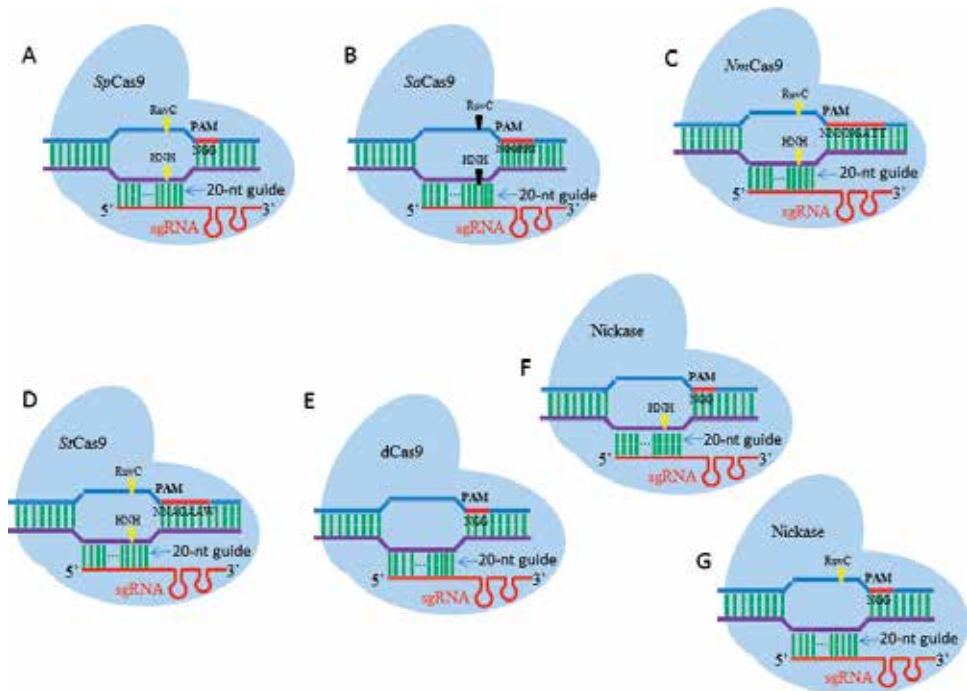 A
SpCas9
RuvC
PAM
NGG
HNH
20-nt guide
5’
3’
sgRNA
B
SaCas9
RuvC
PAM
HNH
20-nt guide
5’
3’
sgRNA
C
NmCas9
RuvC
PAM
NNNNGATT
HNH
20-nt guide
5’
3’
sgRNA
D
StCas9
RuvC
PAM
NNAGAAW
HNH
20-nt guide
5’
3’
sgRNA
E
dCas9
PAM
NGG
20-nt guide
5’
3’
sgRNA
F
Nickase
PAM
NGG
HNH
20-nt guide
5’
3’
sgRNA
G
Nickase
RuvC
PAM
NGG
20-nt guide
5’
3’
sgRNA